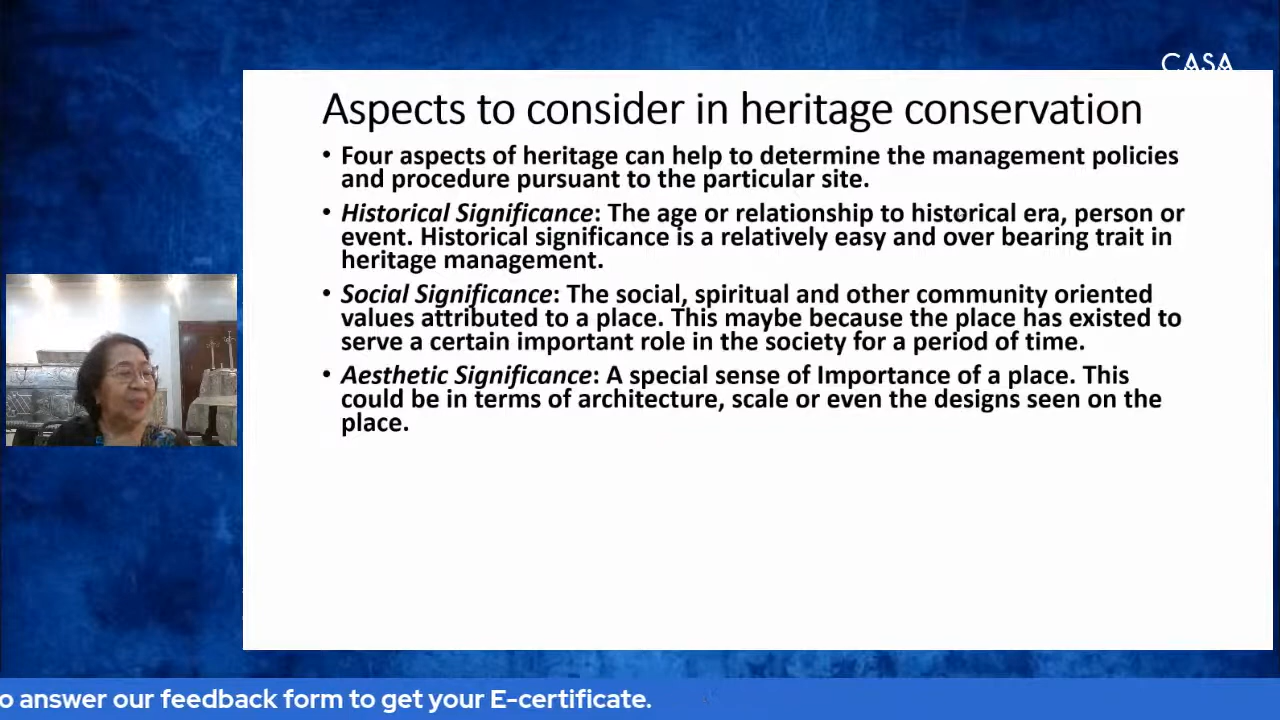 CASA
Aspects to consider in heritage conservation
• Four aspects of heritage can help to determine the management policies
and procedure pursuant to the particular site.
• Historical Significance: The age or relationship to historical era, person or
event. Historical significance is a relatively easy and over bearing trait in
heritage management.
• Social Significance: The social, spiritual and other community oriented
values attributed to a place. This maybe because the place has existed to
serve a certain important role in the society for a period of time.
• Aesthetic Significance: A special sense of Importance of a place. This
could be in terms of architecture, scale or even the designs seen on the
place.
o answer our feedback form to get your E-certificate.